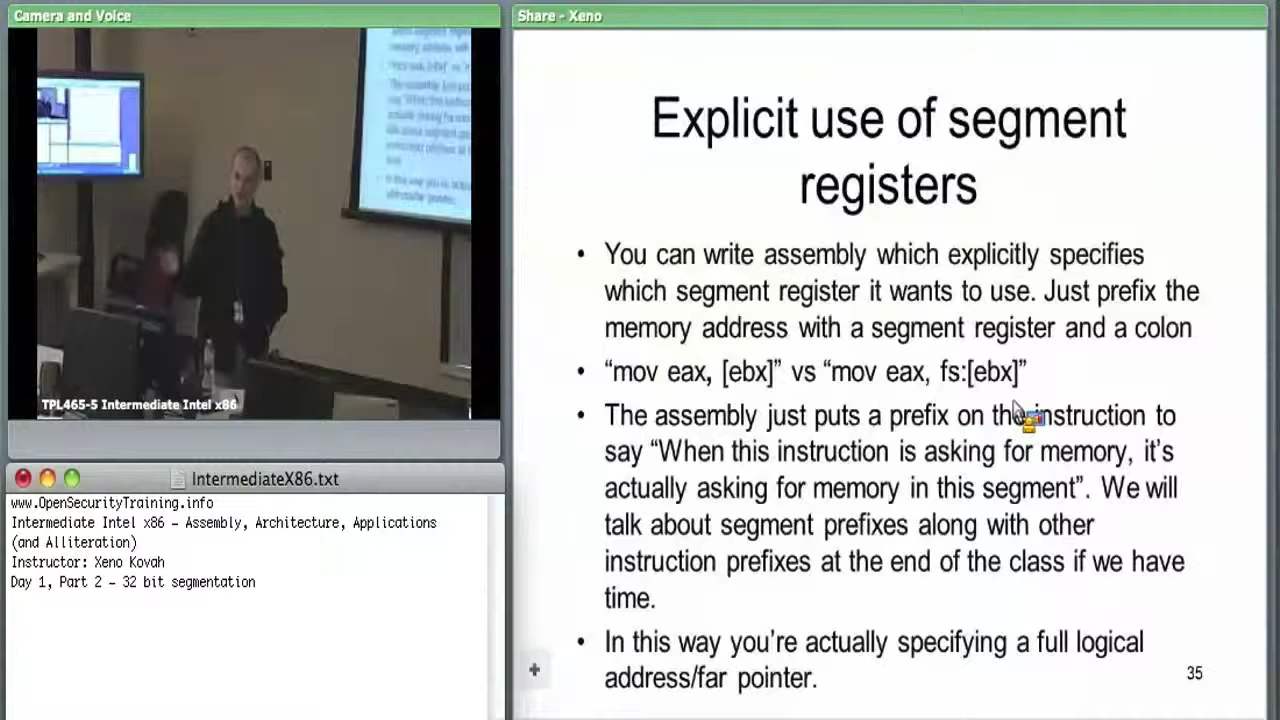 Camera and Voice
TPL465-5 Intermediate Intel x86
IntermediateX86.txt
www.OpenSecurityTraining.info
Intermediate Intel x86 – Assembly, Architecture, Applications
(and Alliteration)
Instructor: Xeno Kovah
Day 1, Part 2 – 32 bit segmentation
Share - Xeno
Explicit use of segment
registers
• You can write assembly which explicitly specifies
which segment register it wants to use. Just prefix the
memory address with a segment register and a colon
• “mov eax, [ebx]” vs “mov eax, fs:[ebx]”
• The assembly just puts a prefix on the instruction to
say “When this instruction is asking for memory, it’s
actually asking for memory in this segment”. We will
talk about segment prefixes along with other
instruction prefixes at the end of the class if we have
time.
• In this way you’re actually specifying a full logical
address/far pointer.
35